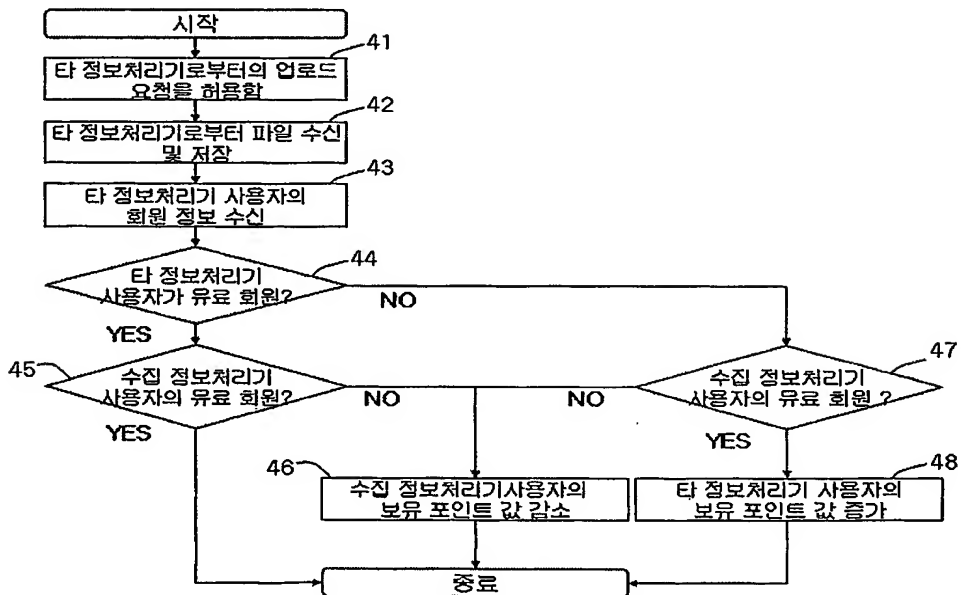 시작
41
타 정보처리기로부터의 업로드
요청을 허용함
42
타 정보처리기로부터 파일 수신
및 저장
43
타 정보처리기 사용자의
회원 정보 수신
44
타 정보처리기
사용자가 유료 회원?
NO
YES
45
수집 정보처리기
사용자의 유료 회원?
NO
YES
47
수집 정보처리기
사용자의 유료 회원 ?
NO
YES
46
수집 정보처리기사용자의
보유 포인트 값 감소
48
타 정보처리기 사용자의
보유 포인트 값 증가
종료